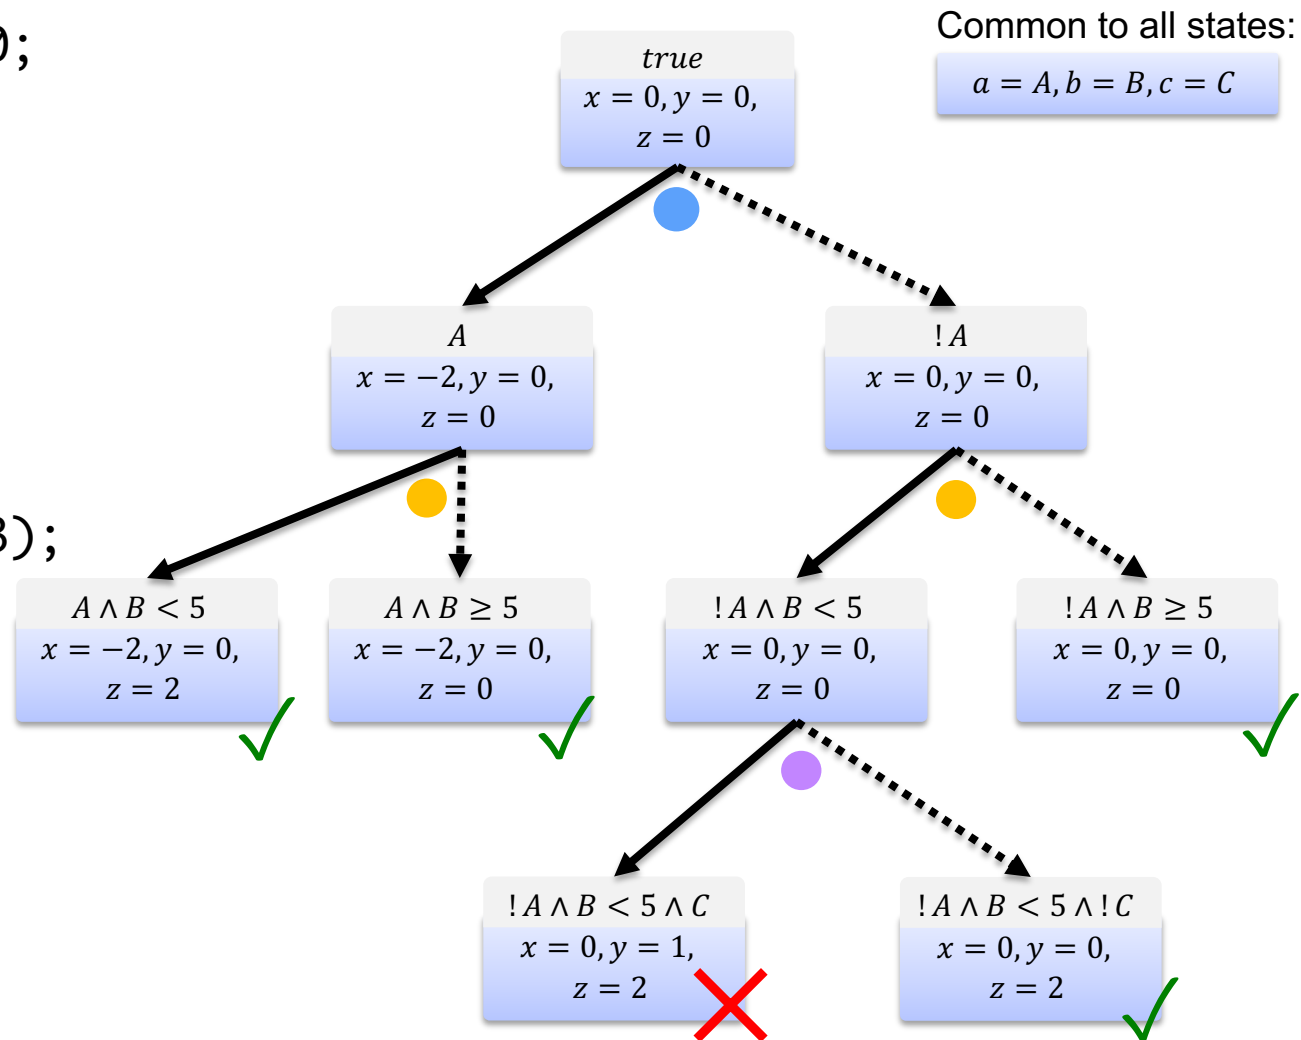 0;
Common to all states:
a = A, b = B, c = C
true
x = 0, y = 0,
z = 0
A
x = −2, y = 0,
z = 0
! A
x = 0, y = 0,
z = 0
3);
A ∧ B < 5
x = −2, y = 0,
z = 2
A ∧ B ≥ 5
x = −2, y = 0,
z = 0
! A ∧ B < 5
x = 0, y = 0,
z = 0
! A ∧ B ≥ 5
x = 0, y = 0,
z = 0
! A ∧ B < 5 ∧ C
x = 0, y = 1,
z = 2
! A ∧ B < 5 ∧ ! C
x = 0, y = 0,
z = 2